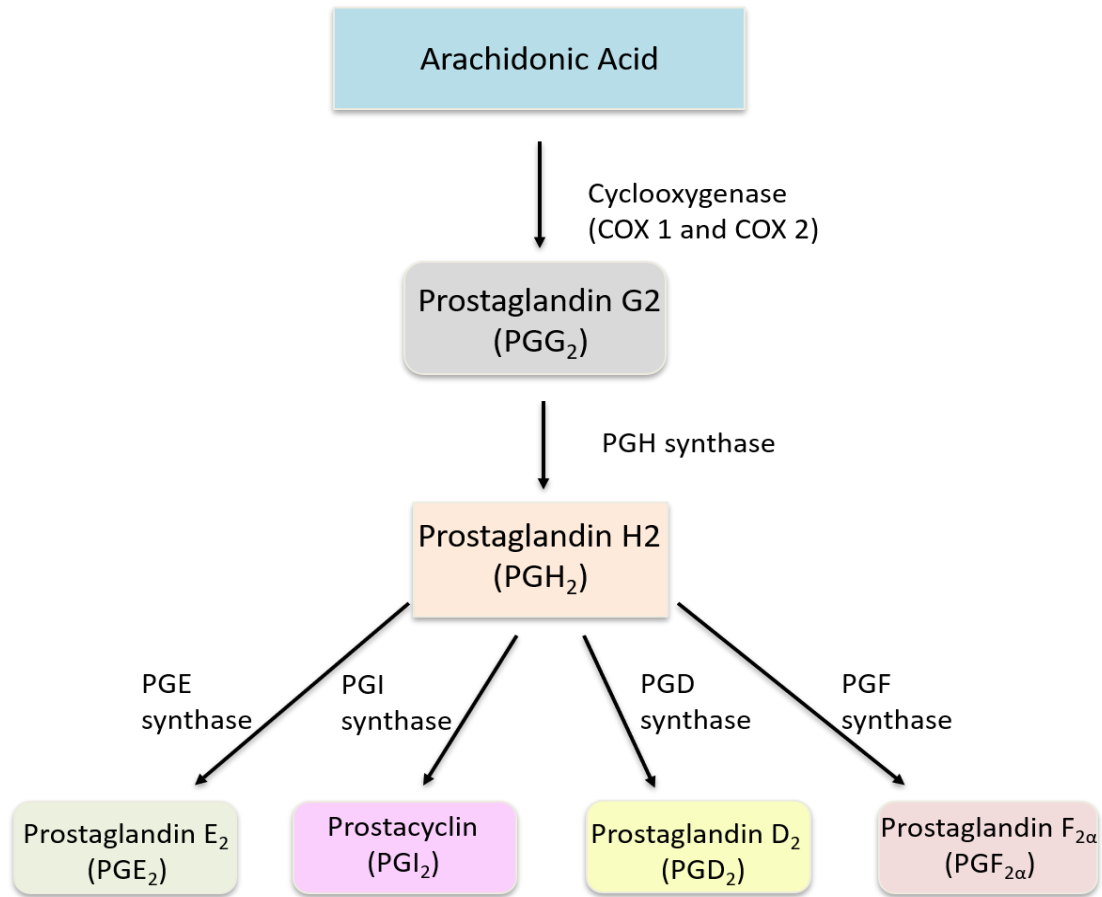 Arachidonic Acid
Cyclooxygenase
(COX 1 and COX 2)
Prostaglandin G2
(PGG₂)
PGH synthase
Prostaglandin H2
(PGH₂)
PGE
synthase
PGI
synthase
PGD
synthase
PGF
synthase
Prostaglandin E₂
(PGE₂)
Prostacyclin
(PGI₂)
Prostaglandin D₂
(PGD₂)
Prostaglandin F₂α
(PGF₂α)